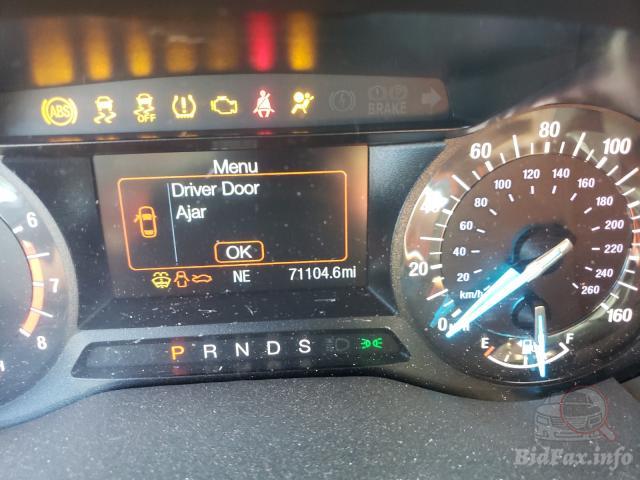 ABS OFF BRAKE
Menu
Driver Door
Ajar
OK
NE 71104.6mi
P R N D S
6
7
8
0 20 40 60 80 100 160
20 40 60 80 100 120 140 160 180 200 220 240 260
km/h
E F
BidFax.info